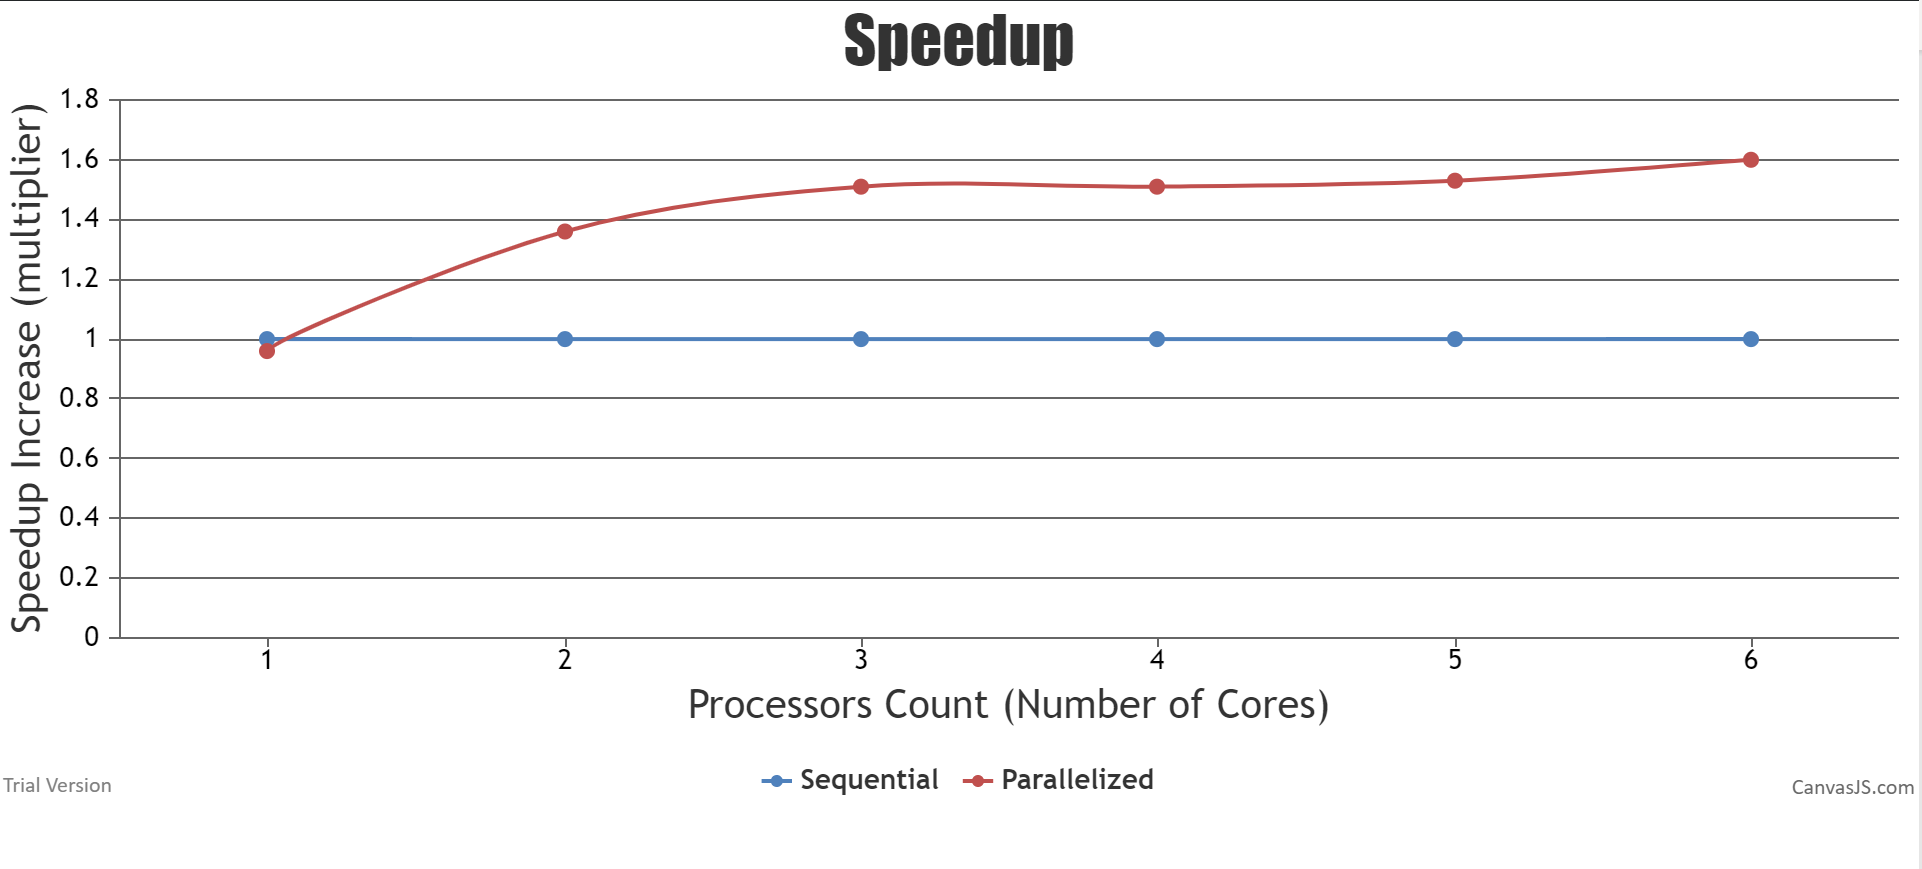 Speedup
Speedup Increase (multiplier)
1.8
1.6
1.4
1.2
1
0.8
0.6
0.4
0.2
0
1 2 3 4 5 6
Processors Count (Number of Cores)
Sequential Parallelized
Trial Version
CanvasJS.com